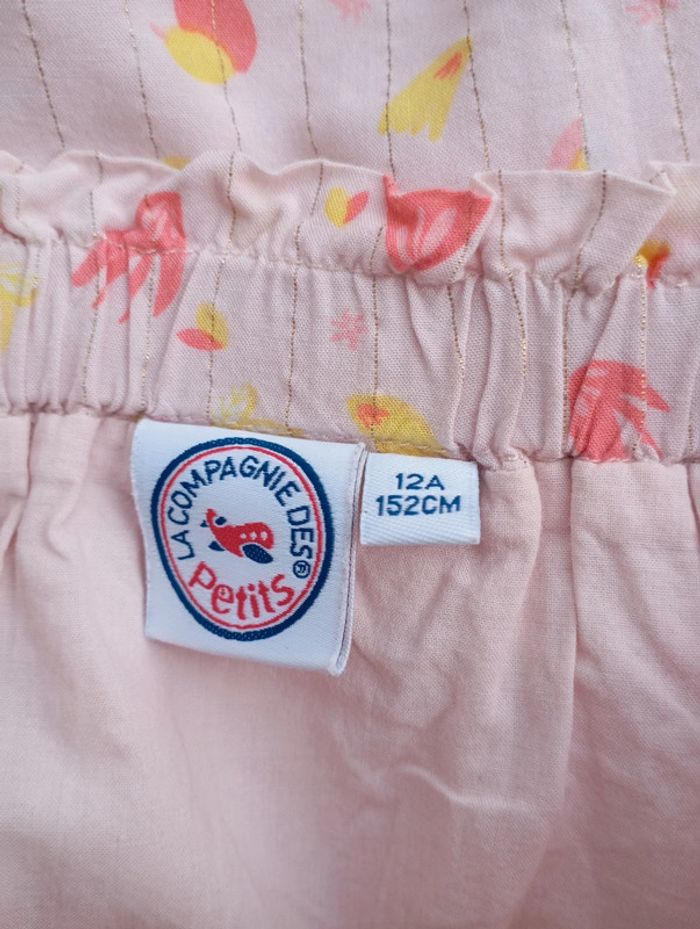 LA COMPAGNIE DES®
Petits
12A
152CM